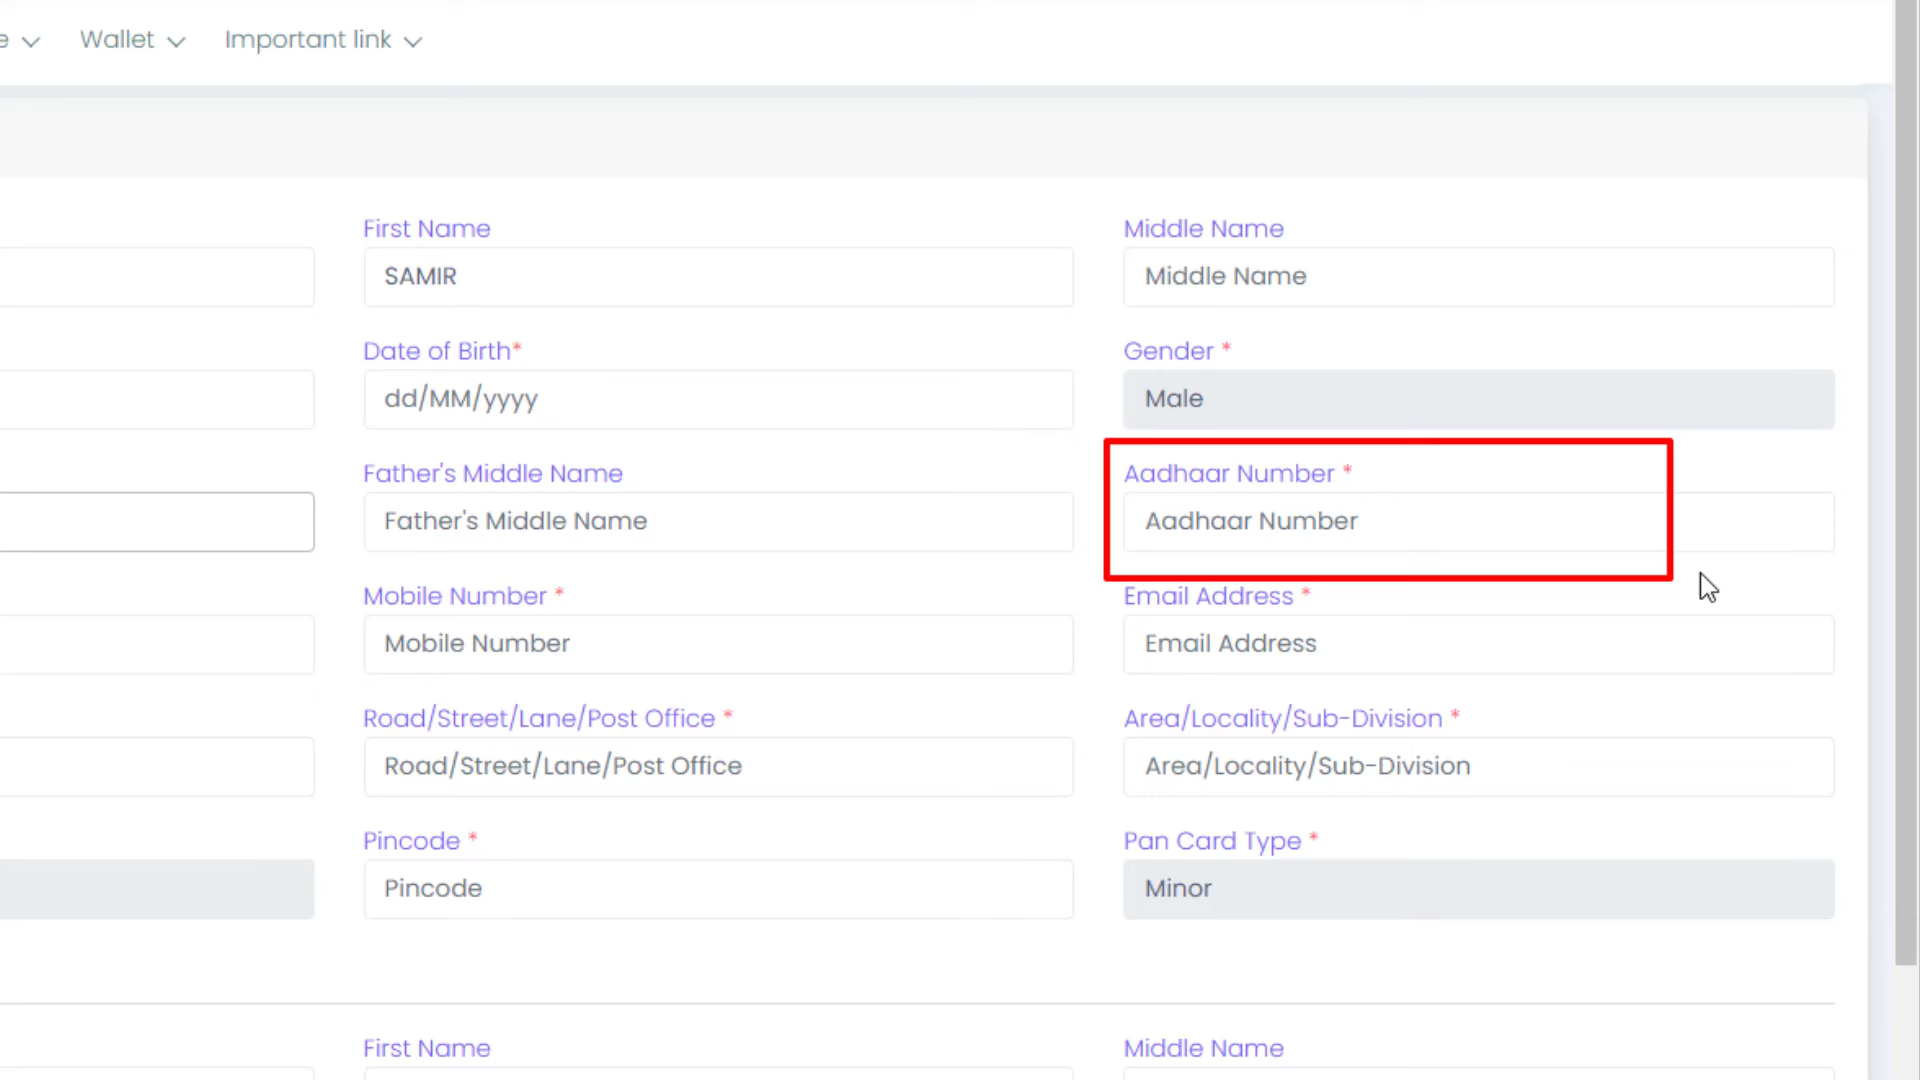 e Wallet Important link
First Name Middle Name
SAMIR Middle Name
Date of Birth* Gender *
dd/MM/yyyy Male
Father's Middle Name Aadhaar Number *
Father's Middle Name Aadhaar Number
Mobile Number * Email Address *
Mobile Number Email Address
Road/Street/Lane/Post Office * Area/Locality/Sub-Division *
Road/Street/Lane/Post Office Area/Locality/Sub-Division
Pincode * Pan Card Type *
Pincode Minor
First Name Middle Name